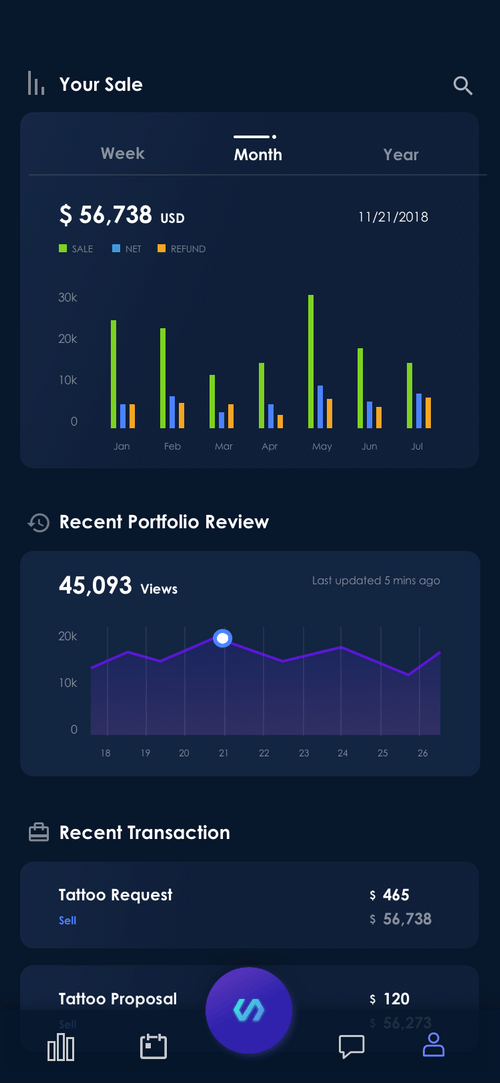 Your Sale
Week Month Year
$ 56,738 USD 11/21/2018
SALE NET REFUND
30k
20k
10k
0
Jan Feb Mar Apr May Jun Jul
Recent Portfolio Review
45,093 Views Last updated 5 mins ago
20k
10k
0
18 19 20 21 22 23 24 25 26
Recent Transaction
Tattoo Request $ 465
Sell $ 56,738
Tattoo Proposal $ 120
Sell $ 56,273